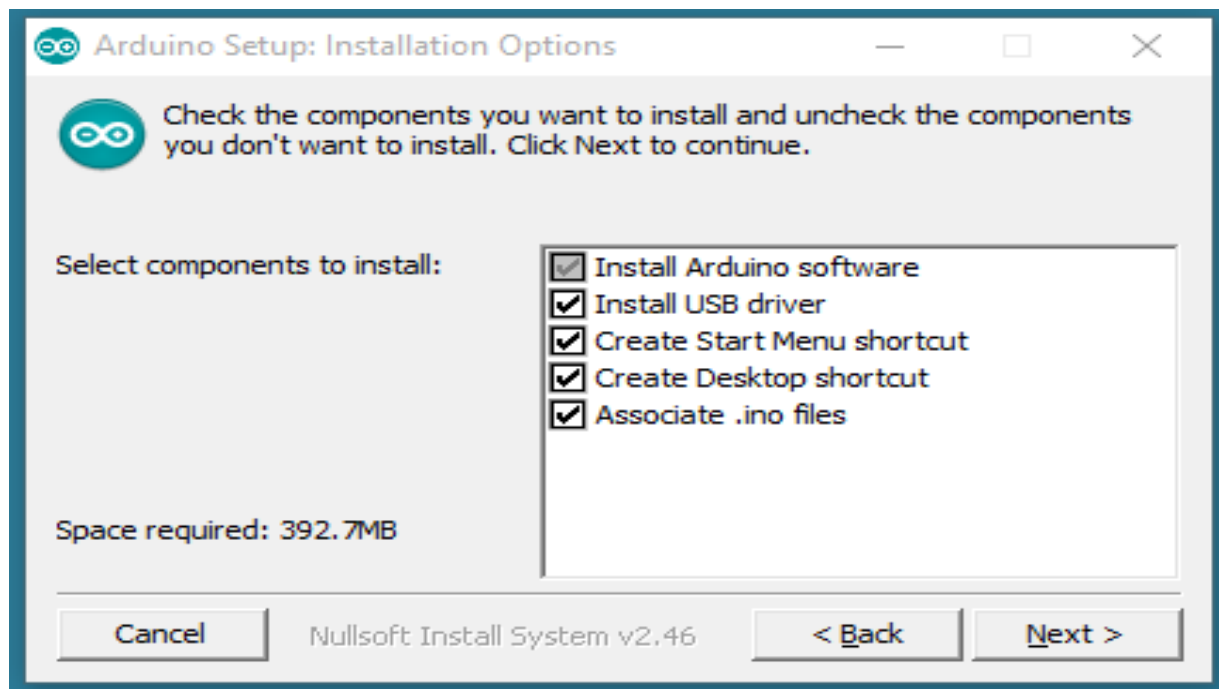 Arduino Setup: Installation Options
Check the components you want to install and uncheck the components
you don't want to install. Click Next to continue.
Select components to install:
Install Arduino software
Install USB driver
Create Start Menu shortcut
Create Desktop shortcut
Associate .ino files
Space required: 392.7MB
Cancel
Nullsoft Install System v2.46
< Back
Next >